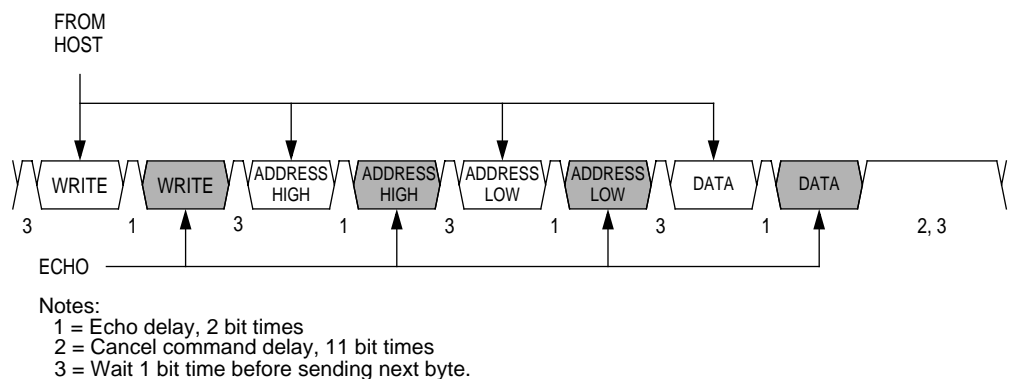 FROM
HOST
WRITE WRITE ADDRESS HIGH ADDRESS HIGH ADDRESS LOW ADDRESS LOW DATA DATA
3 1 3 1 3 1 3 1 2, 3
ECHO
Notes:
1 = Echo delay, 2 bit times
2 = Cancel command delay, 11 bit times
3 = Wait 1 bit time before sending next byte.